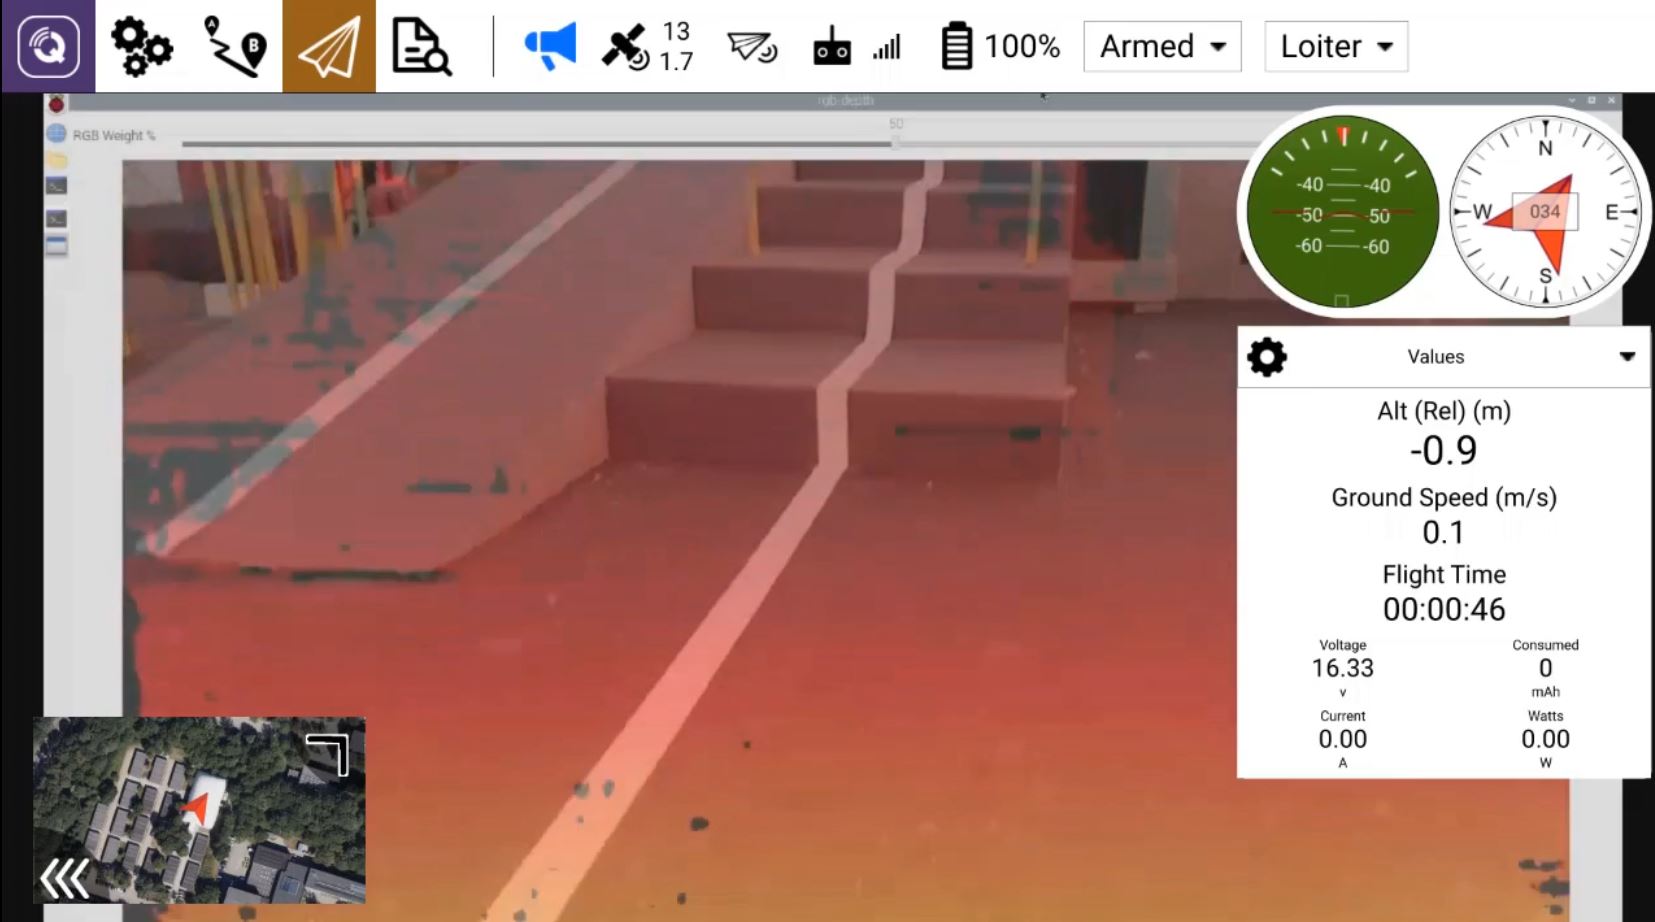 13
1.7
100%
Armed
Loiter
rgb-depth
RGB Weight %
50
-40 -40
-50 -50
-60 -60
N
W 034 E
S
Values
Alt (Rel) (m)
-0.9
Ground Speed (m/s)
0.1
Flight Time
00:00:46
Voltage Consumed
16.33 0
v mAh
Current Watts
0.00 0.00
A W